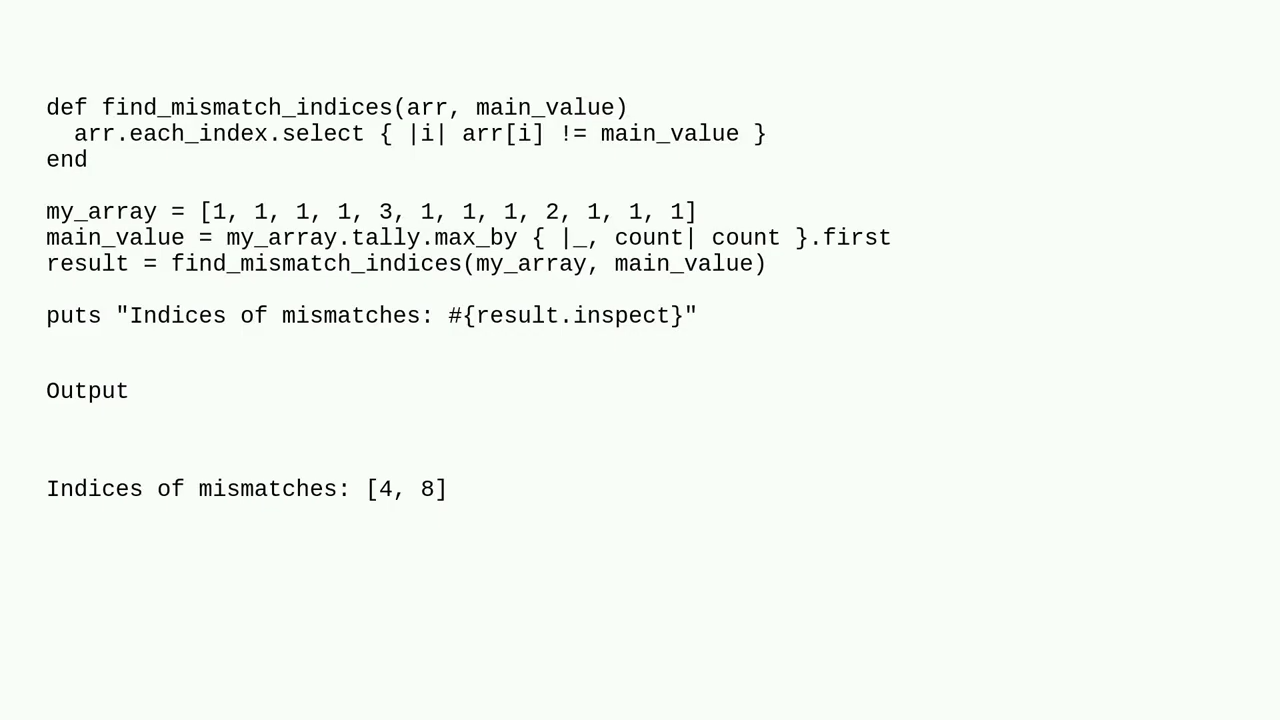 def find_mismatch_indices(arr, main_value)
  arr.each_index.select { |i| arr[i] != main_value }
end
my_array = [1, 1, 1, 1, 3, 1, 1, 1, 2, 1, 1, 1]
main_value = my_array.tally.max_by { |_, count| count }.first
result = find_mismatch_indices(my_array, main_value)
puts "Indices of mismatches: #{result.inspect}"
Output
Indices of mismatches: [4, 8]